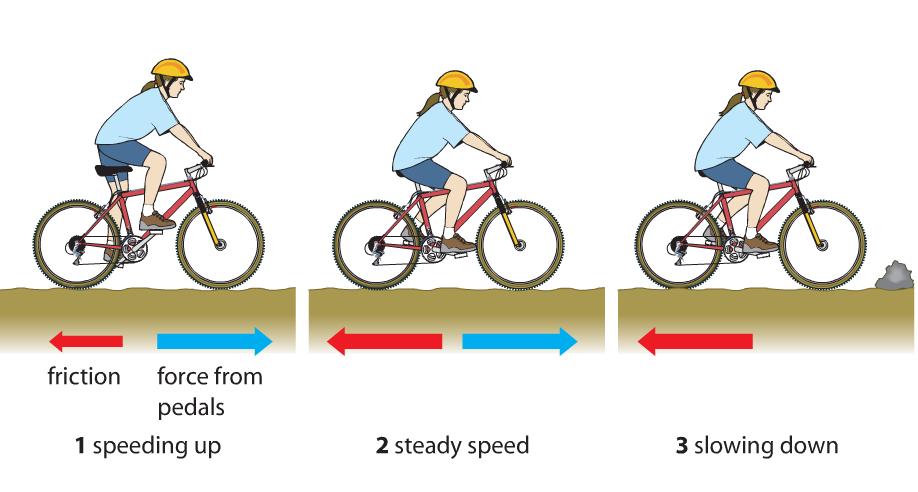 friction
force from
pedals
1 speeding up
2 steady speed
3 slowing down